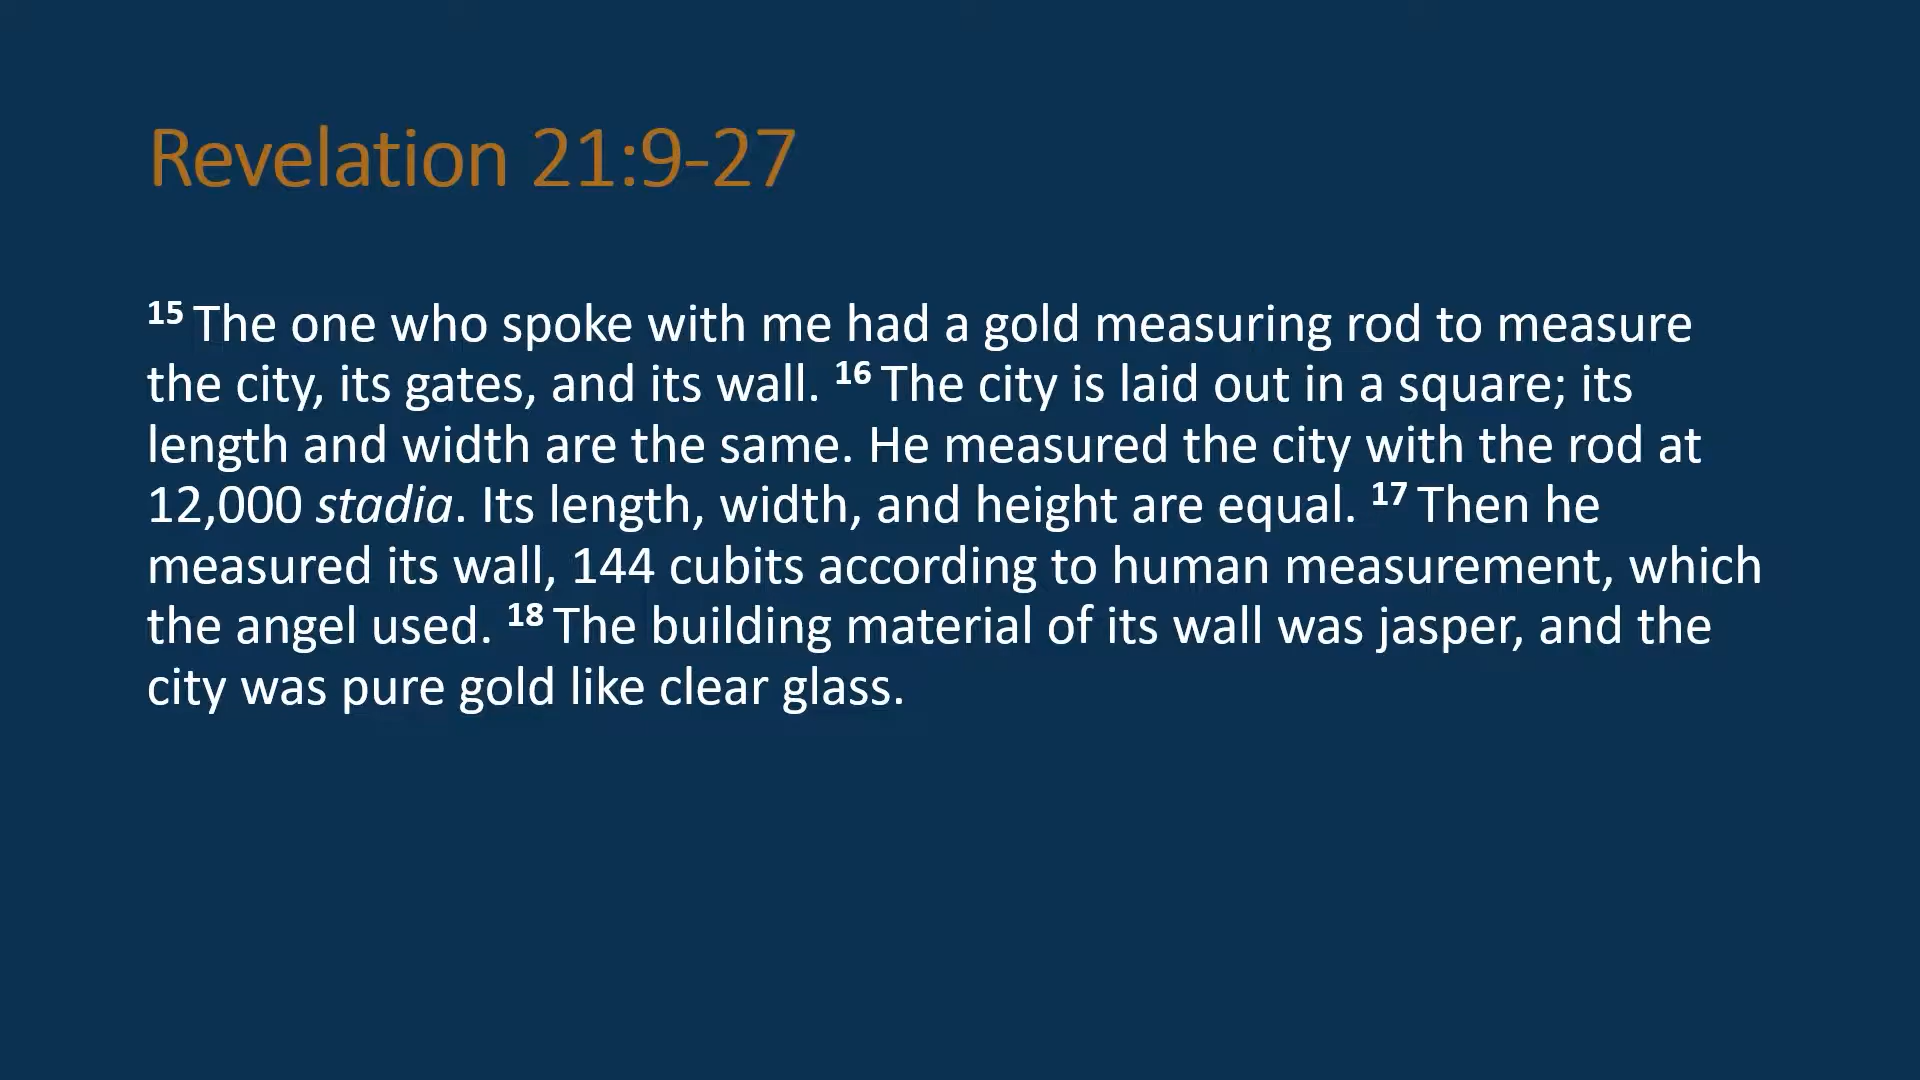 Revelation 21:9-27
15 The one who spoke with me had a gold measuring rod to measure
the city, its gates, and its wall. 16 The city is laid out in a square; its
length and width are the same. He measured the city with the rod at
12,000 stadia. Its length, width, and height are equal. 17 Then he
measured its wall, 144 cubits according to human measurement, which
the angel used. 18 The building material of its wall was jasper, and the
city was pure gold like clear glass.